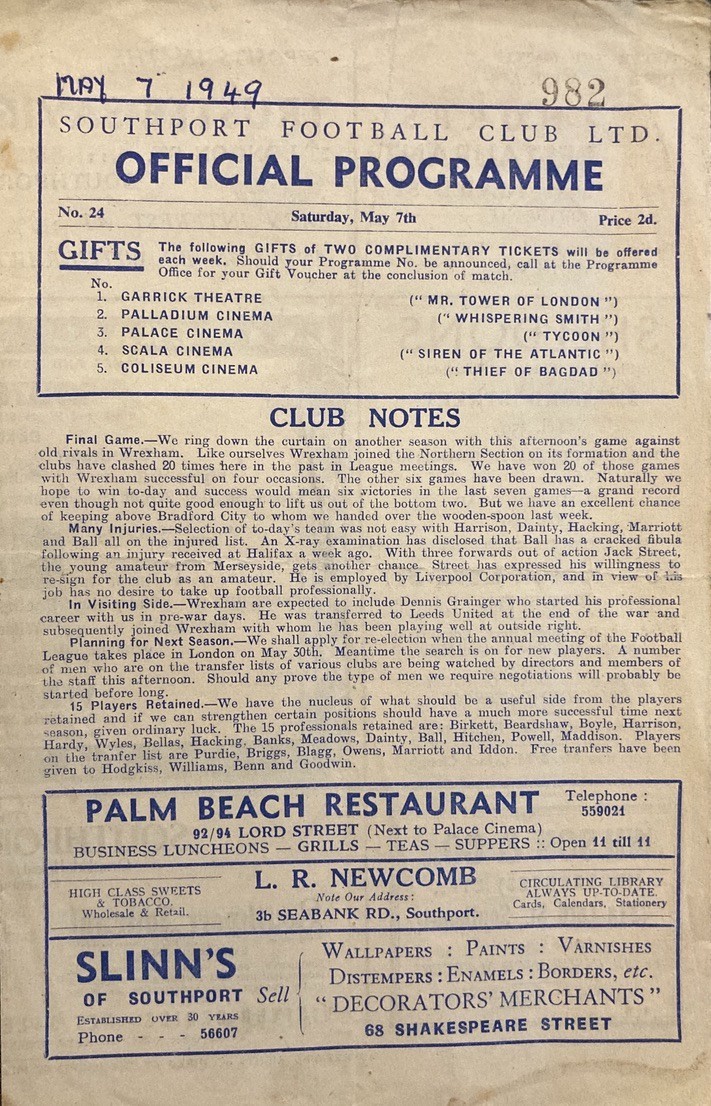 MAY 7 1949
982
SOUTHPORT FOOTBALL CLUB LTD.
OFFICIAL PROGRAMME
No. 24 Saturday, May 7th Price 2d.
GIFTS The following GIFTS of TWO COMPLIMENTARY TICKETS will be offered
each week. Should your Programme No. be announced, call at the Programme
Office for your Gift Voucher at the conclusion of match.
No.
1. GARRICK THEATRE (“ MR. TOWER OF LONDON ”)
2. PALLADIUM CINEMA (“ WHISPERING SMITH ”)
3. PALACE CINEMA (“ TYCOON ”)
4. SCALA CINEMA (“ SIREN OF THE ATLANTIC ”)
5. COLISEUM CINEMA (“ THIEF OF BAGDAD ”)
CLUB NOTES
Final Game.—We ring down the curtain on another season with this afternoon's game against
old rivals in Wrexham. Like ourselves Wrexham joined the Northern Section on its formation and the
clubs have clashed 20 times here in the past in League meetings. We have won 20 of those games
with Wrexham successful on four occasions. The other six games have been drawn. Naturally we
hope to win to-day and success would mean six victories in the last seven games—a grand record
even though not quite good enough to lift us out of the bottom two. But we have an excellent chance
of keeping above Bradford City to whom we handed over the wooden-spoon last week.
Many Injuries.—Selection of to-day's team was not easy with Harrison, Dainty, Hacking, Marriott
and Ball all on the injured list. An X-ray examination has disclosed that Ball has a cracked fibula
following an injury received at Halifax a week ago. With three forwards out of action Jack Street,
the young amateur from Merseyside, gets another chance. Street has expressed his willingness to
re-sign for the club as an amateur. He is employed by Liverpool Corporation, and in view of his
job has no desire to take up football professionally.
In Visiting Side.—Wrexham are expected to include Dennis Grainger who started his professional
career with us in pre-war days. He was transferred to Leeds United at the end of the war and
subsequently joined Wrexham with whom he has been playing well at outside right.
Planning for Next Season.—We shall apply for re-election when the annual meeting of the Football
League takes place in London on May 30th. Meantime the search is on for new players. A number
of men who are on the transfer lists of various clubs are being watched by directors and members of
the staff this afternoon. Should any prove the type of men we require negotiations will probably be
started before long.
15 Players Retained.—We have the nucleus of what should be a useful side from the players
retained and if we can strengthen certain positions should have a much more successful time next
season, given ordinary luck. The 15 professionals retained are: Birkett, Beardshaw, Boyle, Harrison,
Hardy, Wyles, Bellas, Hacking, Banks, Meadows, Dainty, Ball, Hitchen, Powell, Maddison. Players
on the tranfer list are Purdie, Briggs, Blagg, Owens, Marriott and Iddon. Free tranfers have been
given to Hodgkiss, Williams, Benn and Goodwin.
PALM BEACH RESTAURANT Telephone :
559021
92/94 LORD STREET (Next to Palace Cinema)
BUSINESS LUNCHEONS — GRILLS — TEAS — SUPPERS :: Open 11 till 11
HIGH CLASS SWEETS
& TOBACCO.
Wholesale & Retail.
L. R. NEWCOMB
Note Our Address :
3b SEABANK RD., Southport.
CIRCULATING LIBRARY
ALWAYS UP-TO-DATE.
Cards, Calendars, Stationery
SLINN'S
OF SOUTHPORT
ESTABLISHED OVER 30 YEARS
Phone - - - 56607
Sell
WALLPAPERS : PAINTS : VARNISHES
DISTEMPERS : ENAMELS : BORDERS, etc.
“ DECORATORS' MERCHANTS ”
68 SHAKESPEARE STREET